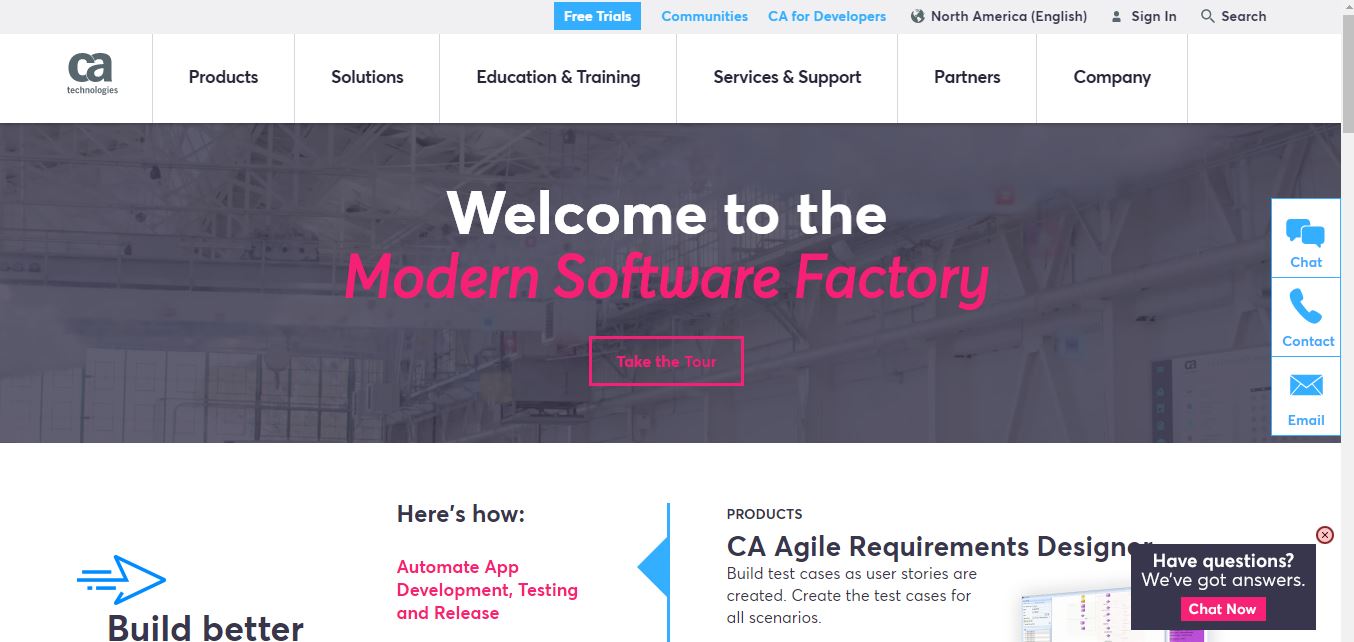 Free Trials
Communities
CA for Developers
North America (English)
Sign In
Search
ca
technologies
Products
Solutions
Education & Training
Services & Support
Partners
Company
Welcome to the
Modern Software Factory
Take the Tour
Chat
Contact
Email
Here's how:
Automate App
Development, Testing
and Release
Build better
PRODUCTS
CA Agile Requirements Designer
Build test cases as user stories are
created. Create the test cases for
all scenarios.
Have questions?
We've got answers.
Chat Now